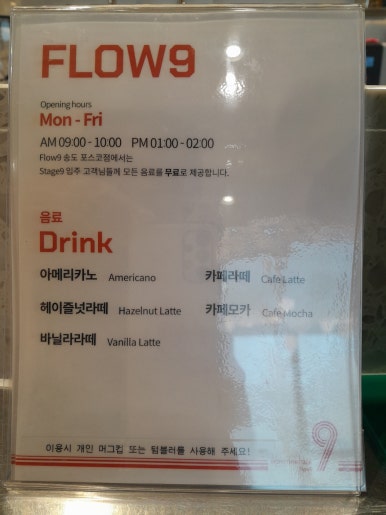 FLOW9
Opening hours
Mon - Fri
AM 09:00 - 10:00 PM 01:00 - 02:00
Flow9 송도 포스코점에서는
Stage9 입주 고객님들께 모든 음료를 무료로 제공합니다.
음료
Drink
아메리카노 Americano
카페라떼 Cafe Latte
헤이즐넛라떼 Hazelnut Latte
카페모카 Cafe Mocha
바닐라라떼 Vanilla Latte
이용시 개인 머그컵 또는 텀블러를 사용해 주세요!
9